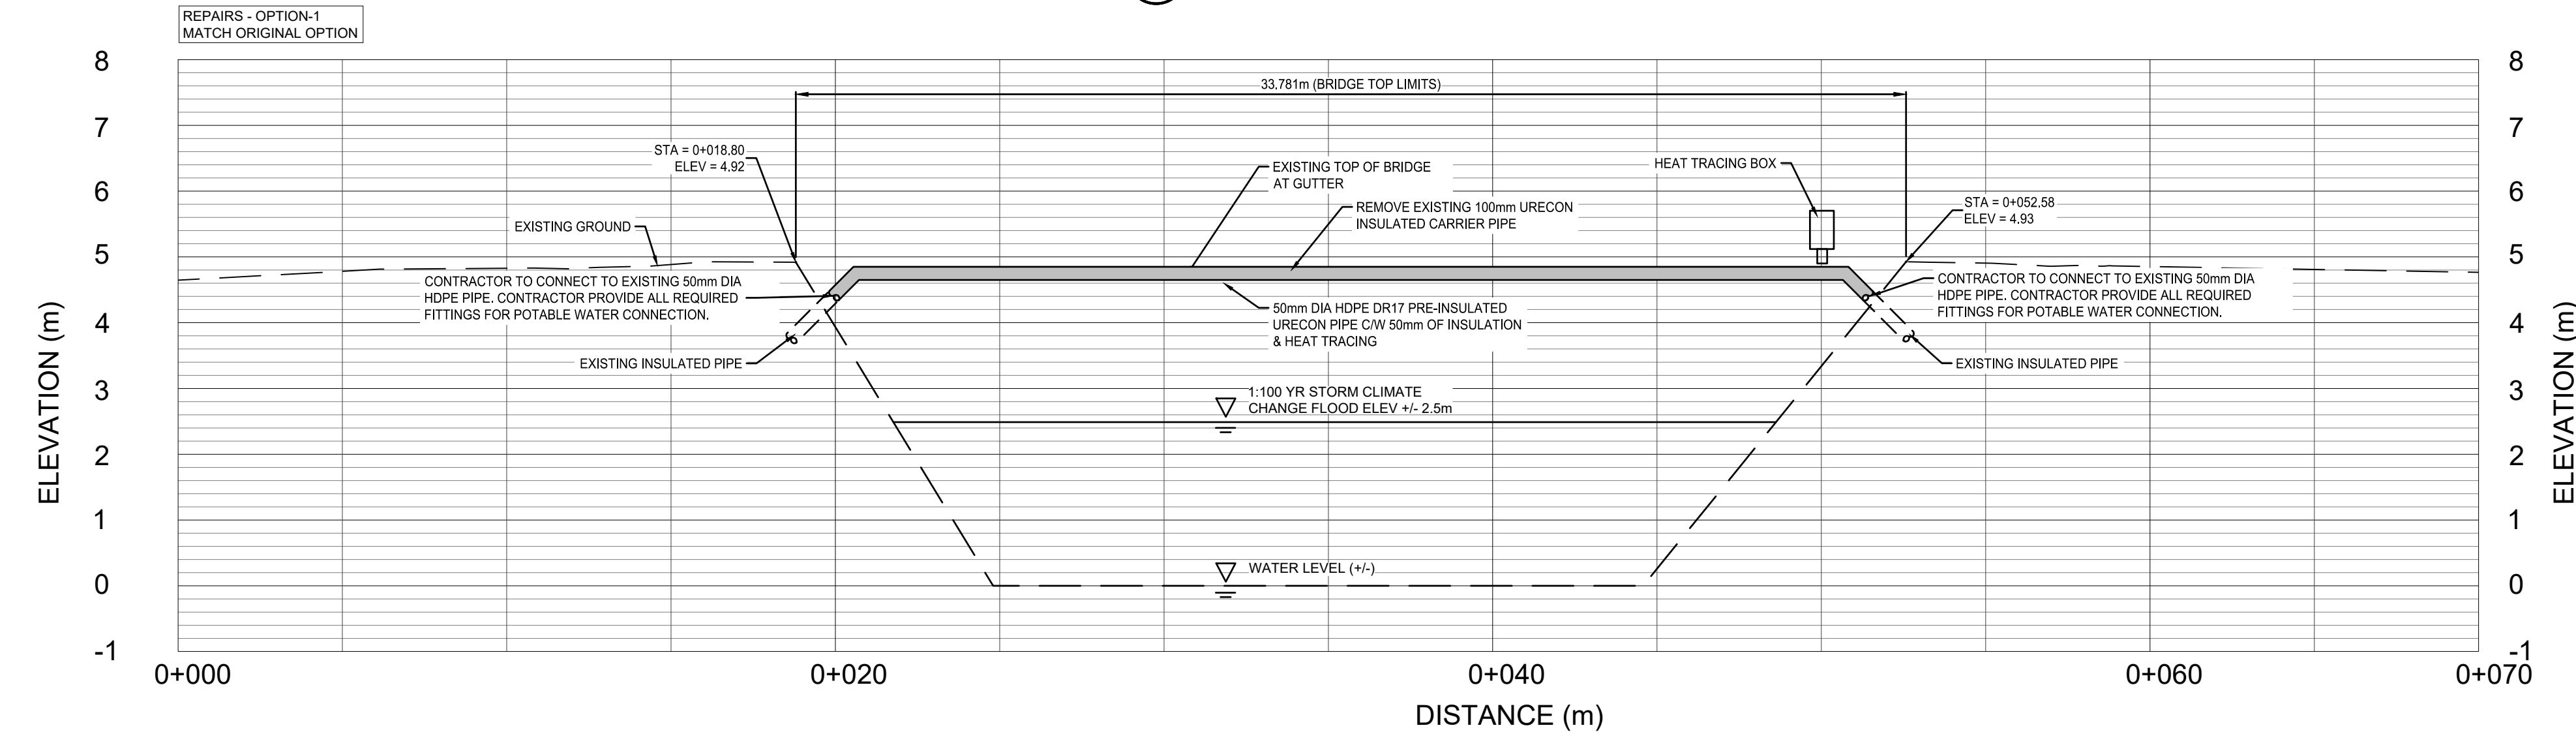 REPAIRS - OPTION-1
MATCH ORIGINAL OPTION
8
8
33.781m (BRIDGE TOP LIMITS)
7
7
STA = 0+018.80
ELEV = 4.92
EXISTING TOP OF BRIDGE
AT GUTTER
HEAT TRACING BOX
6
6
REMOVE EXISTING 100mm URECON
INSULATED CARRIER PIPE
STA = 0+052.58
ELEV = 4.93
EXISTING GROUND
5
5
CONTRACTOR TO CONNECT TO EXISTING 50mm DIA
HDPE PIPE. CONTRACTOR PROVIDE ALL REQUIRED
FITTINGS FOR POTABLE WATER CONNECTION.
CONTRACTOR TO CONNECT TO EXISTING 50mm DIA
HDPE PIPE. CONTRACTOR PROVIDE ALL REQUIRED
FITTINGS FOR POTABLE WATER CONNECTION.
50mm DIA HDPE DR17 PRE-INSULATED
URECON PIPE C/W 50mm OF INSULATION
& HEAT TRACING
4
4
EXISTING INSULATED PIPE
EXISTING INSULATED PIPE
ELEVATION (m)
ELEVATION (m)
3
3
1:100 YR STORM CLIMATE
CHANGE FLOOD ELEV +/- 2.5m
2
2
1
1
WATER LEVEL (+/-)
0
0
-1
-1
0+000
0+020
0+040
0+060
0+070
DISTANCE (m)